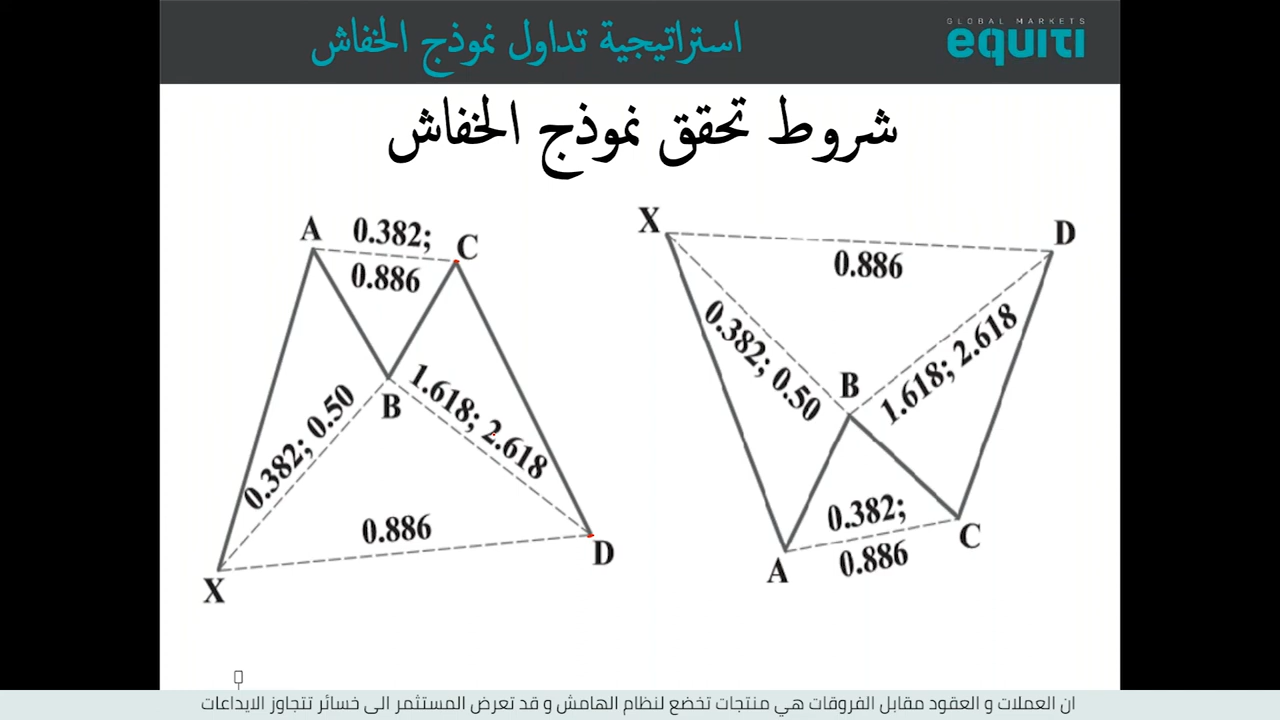 استراتيجية تداول نموذج الخفاش
GLOBAL MARKETS
equiti
شروط تحقق نموذج الخفاش
A
0.382;
C
0.886
B
0.382; 0.50
1.618; 2.618
0.886
X
D
X
D
0.886
0.382; 0.50
B
1.618; 2.618
0.382;
C
A
0.886
ان العملات و العقود مقابل الفروقات هي منتجات تخضع لنظام الهامش و قد تعرض المستثمر الى خسائر تتجاوز الايداعات